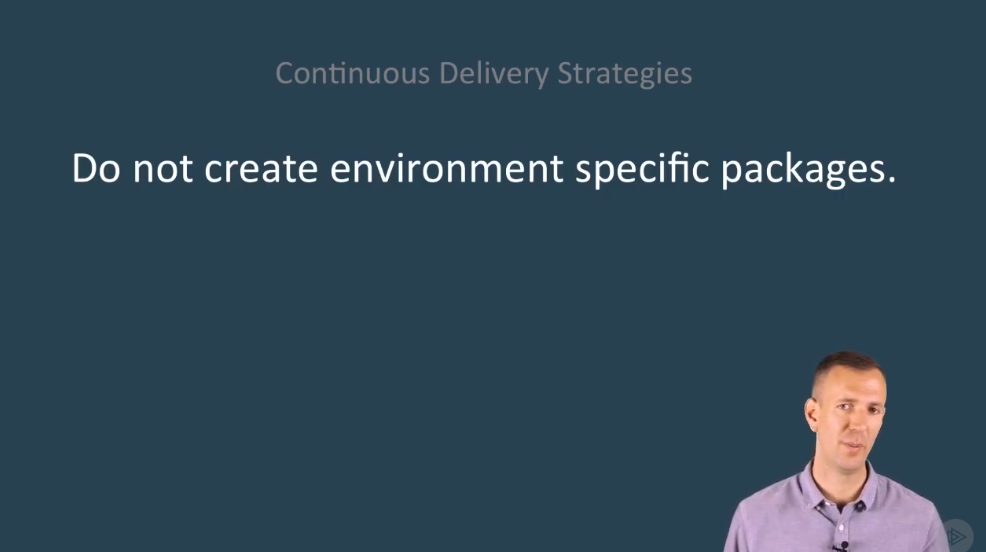 Continuous Delivery Strategies
Do not create environment specific packages.